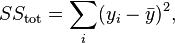 SS_tot = ∑_i (y_i − ȳ)²,